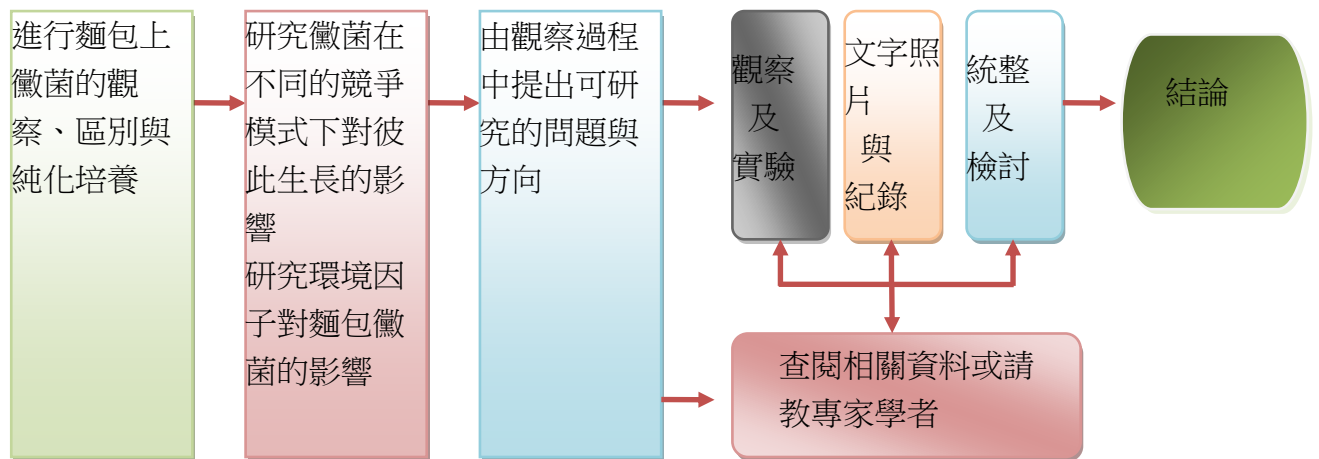 進行麵包上
黴菌的觀
察、區別與
純化培養
研究黴菌在
不同的競爭
模式下對彼
此生長的影
響
研究環境因
子對麵包黴
菌的影響
由觀察過程
中提出可研
究的問題與
方向
觀察
及
實驗
文字照
片
與
紀錄
統整
及
檢討
結論
查閱相關資料或請
教專家學者